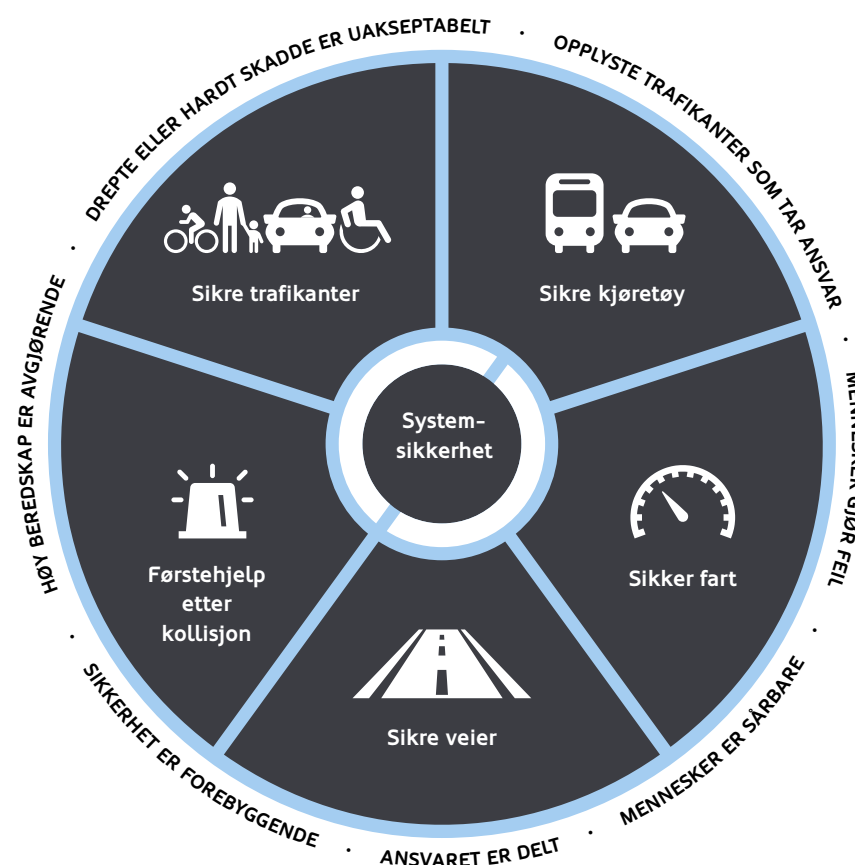 DREPTE ELLER HARDT SKADDE ER UAKSEPTABELT
·
OPPLYSTE TRAFIKANTER SOM TAR ANSVAR
·
MENNESKER GJØR FEIL
·
MENNESKER ER SÅRBARE
·
ANSVARET ER DELT
·
SIKKERHET ER FOREBYGGENDE
·
HØY BEREDSKAP ER AVGJØRENDE
·
Sikre trafikanter
Sikre kjøretøy
System-
sikkerhet
Sikker fart
Førstehjelp
etter
kollisjon
Sikre veier